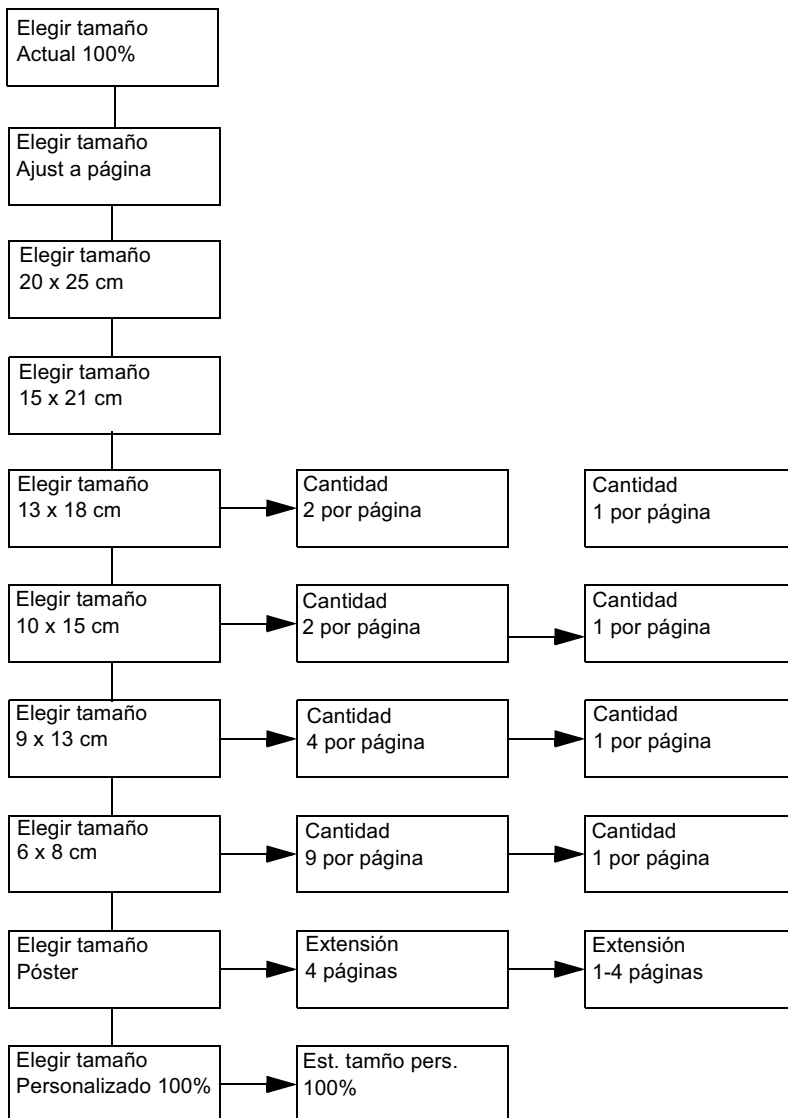 Elegir tamaño
Actual 100%
Elegir tamaño
Ajust a página
Elegir tamaño
20 x 25 cm
Elegir tamaño
15 x 21 cm
Elegir tamaño
13 x 18 cm
Cantidad
2 por página
Cantidad
1 por página
Elegir tamaño
10 x 15 cm
Cantidad
2 por página
Cantidad
1 por página
Elegir tamaño
9 x 13 cm
Cantidad
4 por página
Cantidad
1 por página
Elegir tamaño
6 x 8 cm
Cantidad
9 por página
Cantidad
1 por página
Elegir tamaño
Póster
Extensión
4 páginas
Extensión
1-4 páginas
Elegir tamaño
Personalizado 100%
Est. tamño pers.
100%